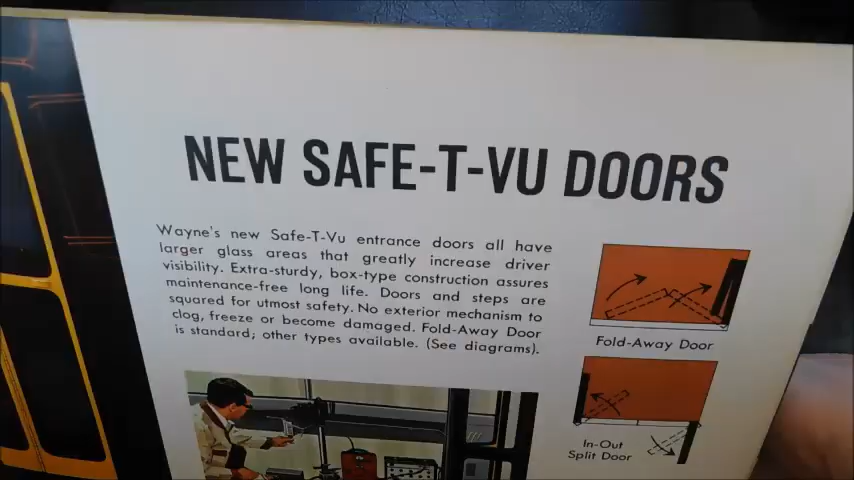 NEW SAFE-T-VU DOORS
Wayne's new Safe-T-Vu entrance doors all have
larger glass areas that greatly increase driver
visibility. Extra-sturdy, box-type construction assures
maintenance-free long life. Doors and steps are
squared for utmost safety. No exterior mechanism to
clog, freeze or become damaged. Fold-Away Door
is standard; other types available. (See diagrams).
Fold-Away Door
In-Out
Split Door